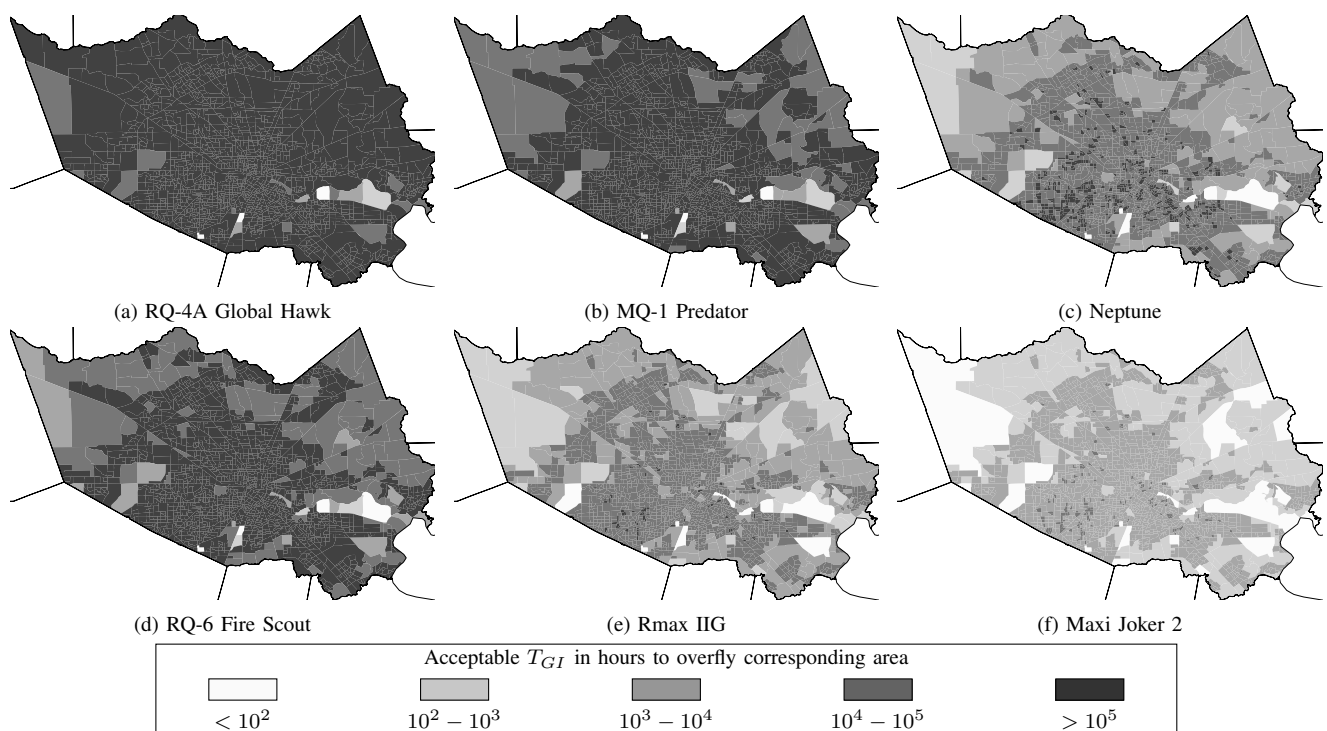 (a) RQ-4A Global Hawk
(b) MQ-1 Predator
(c) Neptune
(d) RQ-6 Fire Scout
(e) Rmax IIG
(f) Maxi Joker 2
Acceptable T_{GI} in hours to overfly corresponding area
< 10^2
10^2 − 10^3
10^3 − 10^4
10^4 − 10^5
> 10^5